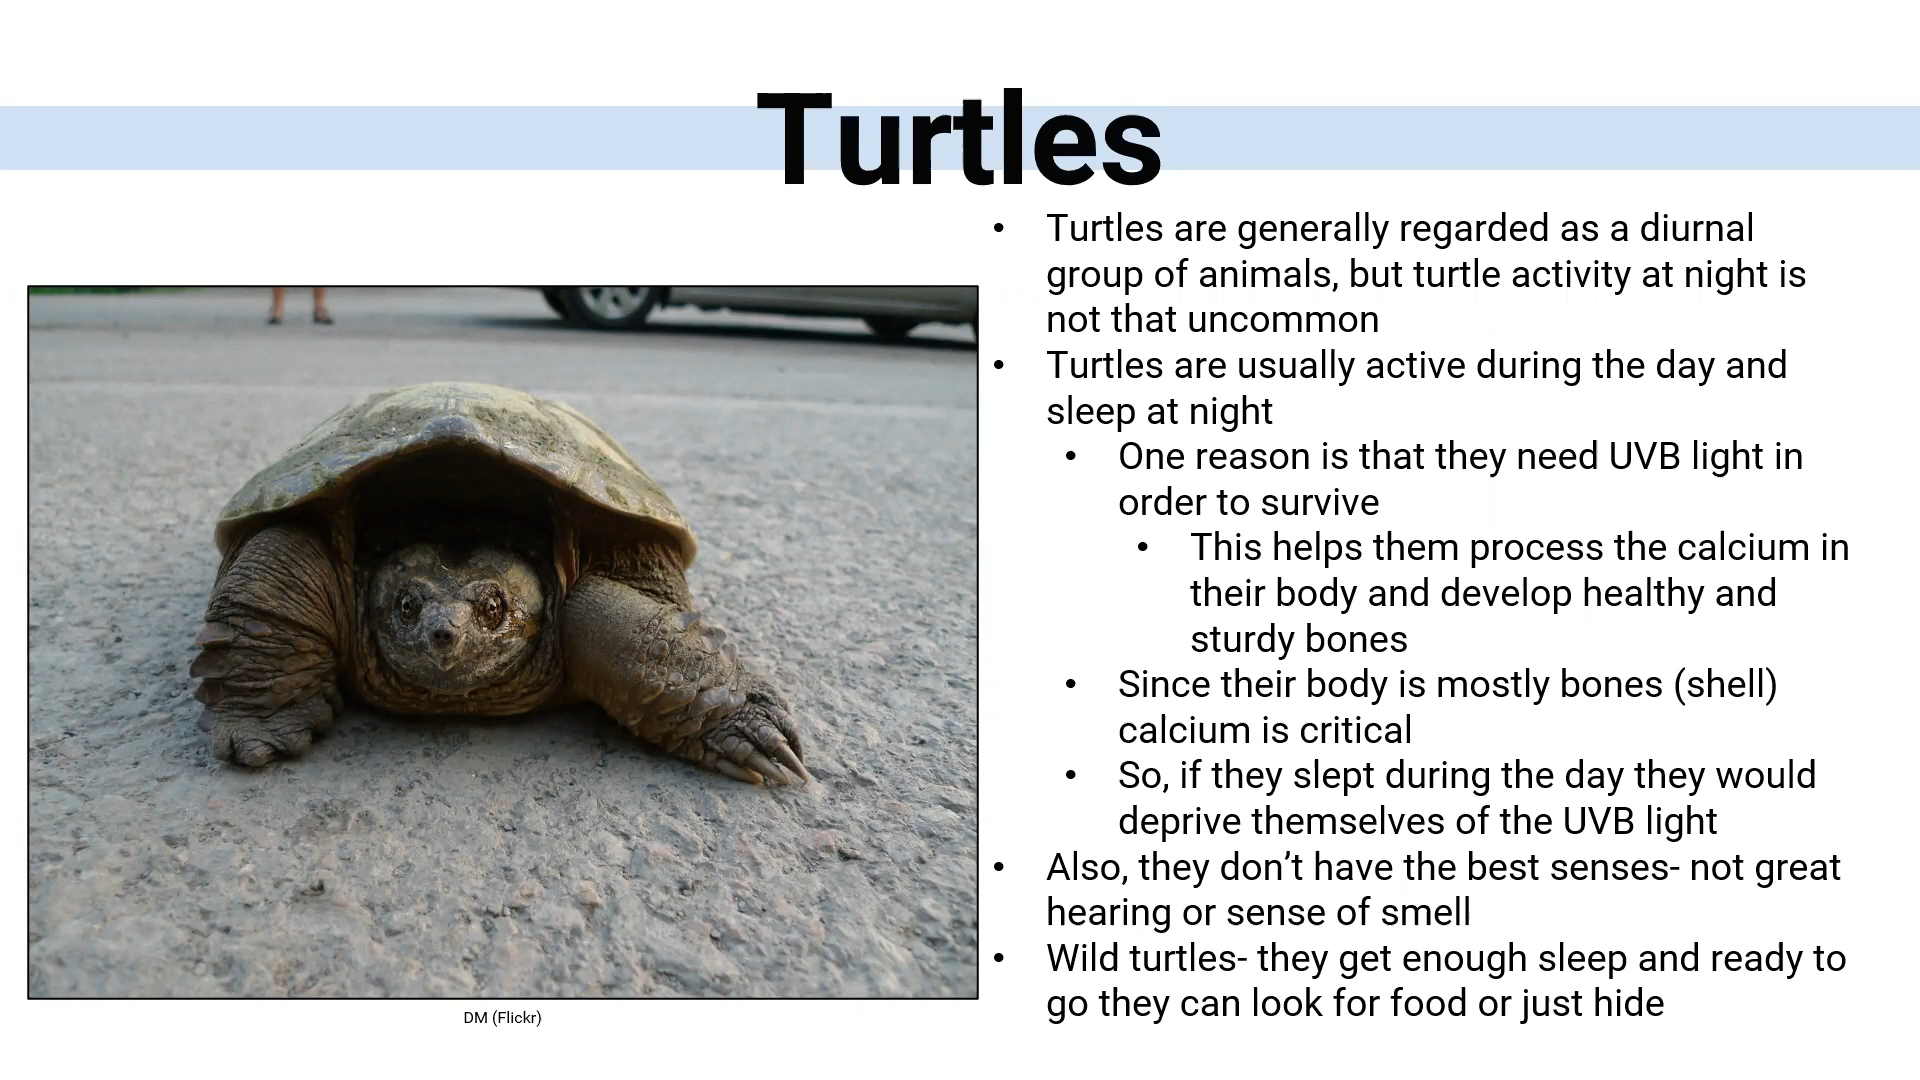 Turtles
• Turtles are generally regarded as a diurnal
group of animals, but turtle activity at night is
not that uncommon
• Turtles are usually active during the day and
sleep at night
• One reason is that they need UVB light in
order to survive
• This helps them process the calcium in
their body and develop healthy and
sturdy bones
• Since their body is mostly bones (shell)
calcium is critical
• So, if they slept during the day they would
deprive themselves of the UVB light
• Also, they don’t have the best senses- not great
hearing or sense of smell
• Wild turtles- they get enough sleep and ready to
go they can look for food or just hide
DM (Flickr)